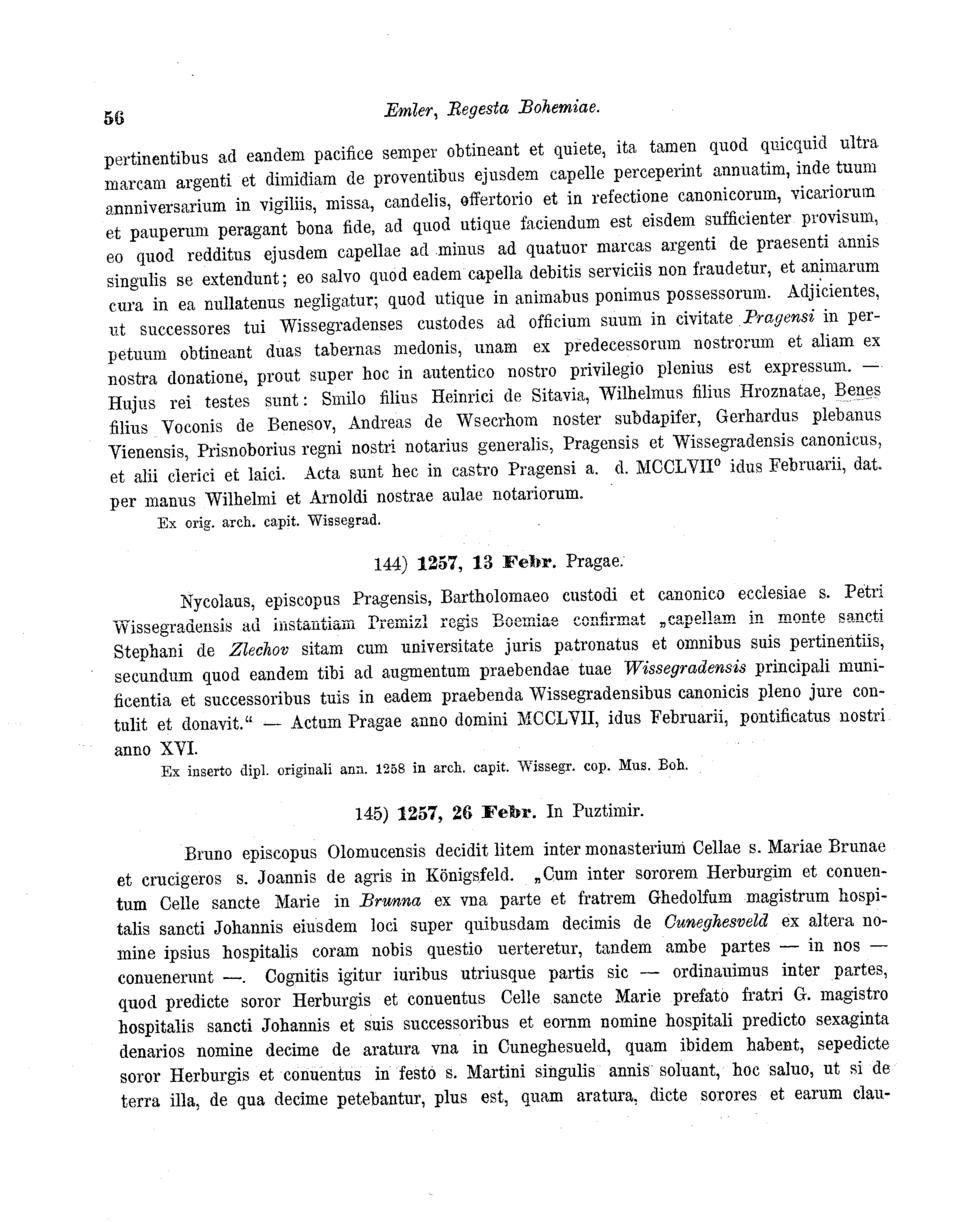 56
Emler, Regesta Bohemiae.
pertinentibus ad eandem pacifice semper obtineant et quiete, ita tamen quod quicquid ultra
marcam argenti et dimidiam de proventibus ejusdem capelle perceperint annuatim, inde tuum
annniversarium in vigiliis, missa, candelis, offertorio et in refectione canonicorum, vicariorum
et pauperum peragant bona fide, ad quod utique faciendum est eisdem sufficienter provisum,
eo quod redditus ejusdem capellae ad minus ad quatuor marcas argenti de praesenti annis
singulis se extendunt; eo salvo quod eadem capella debitis serviciis non fraudetur, et animarum
cura in ea nullatenus negligatur; quod utique in animabus ponimus possessorum. Adjicientes,
ut successores tui Wissegradenses custodes ad officium suum in civitate Pragensi in per-
petuum obtineant duas tabernas medonis, unam ex predecessorum nostrorum et aliam ex
nostra donatione, prout super hoc in autentico nostro privilegio plenius est expressum. —
Hujus rei testes sunt: Smilo filius Heinrici de Sitavia, Wilhelmus filius Hroznatae, Benes
filius Voconis de Benesov, Andreas de Wsecrhom noster subdapifer, Gerhardus plebanus
Vienensis, Prisnoborius regni nostri notarius generalis, Pragensis et Wissegradensis canonicus,
et alii clerici et laici. Acta sunt hec in castro Pragensi a. d. MCCLVII⁰ idus Februarii, dat.
per manus Wilhelmi et Arnoldi nostrae aulae notariorum.
Ex orig. arch. capit. Wissegrad.
144) 1257, 13 Febr. Pragae.
Nycolaus, episcopus Pragensis, Bartholomaeo custodi et canonico ecclesiae s. Petri
Wissegradensis ad instantiam Premizl regis Boemiae confirmat „capellam in monte sancti
Stephani de Zlechov sitam cum universitate juris patronatus et omnibus suis pertinentiis,
secundum quod eandem tibi ad augmentum praebendae tuae Wissegradensis principali muni-
ficentia et successoribus tuis in eadem praebenda Wissegradensibus canonicis pleno jure con-
tulit et donavit.“ — Actum Pragae anno domini MCCLVII, idus Februarii, pontificatus nostri
anno XVI.
Ex inserto dipl. originali ann. 1258 in arch. capit. Wissegr. cop. Mus. Boh.
145) 1257, 26 Febr. In Puztimir.
Bruno episcopus Olomucensis decidit litem inter monasterium Cellae s. Mariae Brunae
et crucigeros s. Joannis de agris in Königsfeld. „Cum inter sororem Herburgim et conuen-
tum Celle sancte Marie in Brunna ex vna parte et fratrem Ghedolfum magistrum hospi-
talis sancti Johannis eiusdem loci super quibusdam decimis de Cuneghesveld ex altera no-
mine ipsius hospitalis coram nobis questio uerteretur, tandem ambe partes — in nos —
conuenerunt —. Cognitis igitur iuribus utriusque partis sic — ordinauimus inter partes,
quod predicte soror Herburgis et conuentus Celle sancte Marie prefato fratri G. magistro
hospitalis sancti Johannis et suis successoribus et eornm nomine hospitali predicto sexaginta
denarios nomine decime de aratura vna in Cuneghesueld, quam ibidem habent, sepedicte
soror Herburgis et conuentus in festo s. Martini singulis annis soluant, hoc saluo, ut si de
terra illa, de qua decime petebantur, plus est, quam aratura, dicte sorores et earum clau-